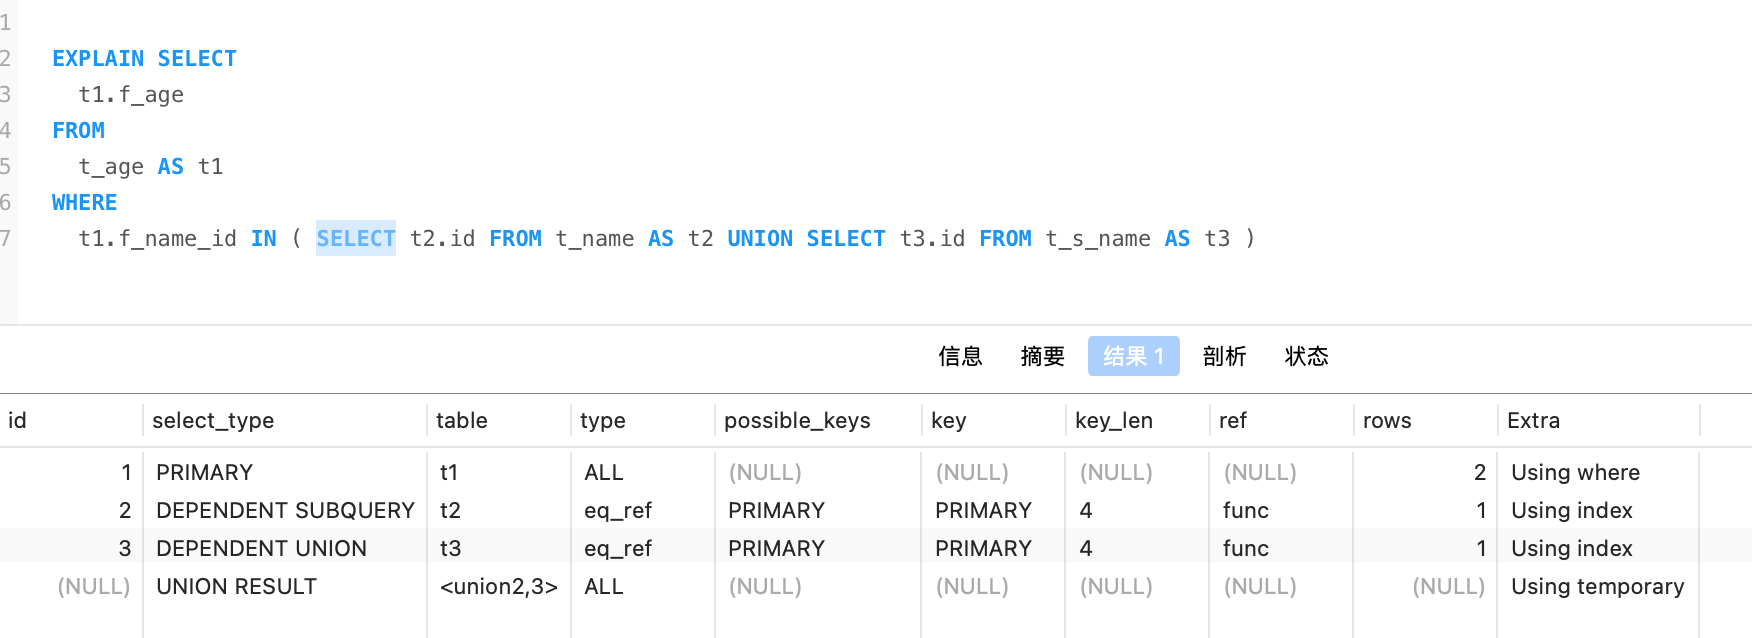 1
2 EXPLAIN SELECT
3 t1.f_age
4 FROM
5 t_age AS t1
6 WHERE
7 t1.f_name_id IN ( SELECT t2.id FROM t_name AS t2 UNION SELECT t3.id FROM t_s_name AS t3 )
信息 摘要 结果 1 剖析 状态
id select_type table type possible_keys key key_len ref rows Extra
1 PRIMARY t1 ALL (NULL) (NULL) (NULL) (NULL) 2 Using where
2 DEPENDENT SUBQUERY t2 eq_ref PRIMARY PRIMARY 4 func 1 Using index
3 DEPENDENT UNION t3 eq_ref PRIMARY PRIMARY 4 func 1 Using index
(NULL) UNION RESULT <union2,3> ALL (NULL) (NULL) (NULL) (NULL) (NULL) Using temporary